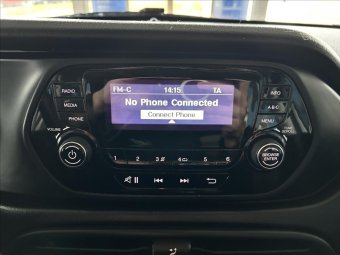 FM-C 14:15 TA
No Phone Connected
Connect Phone
RADIO
MEDIA
PHONE
VOLUME
INFO
A-B-C
MENU
SCROLL
BROWSE
ENTER
1 2 3 4 5 6